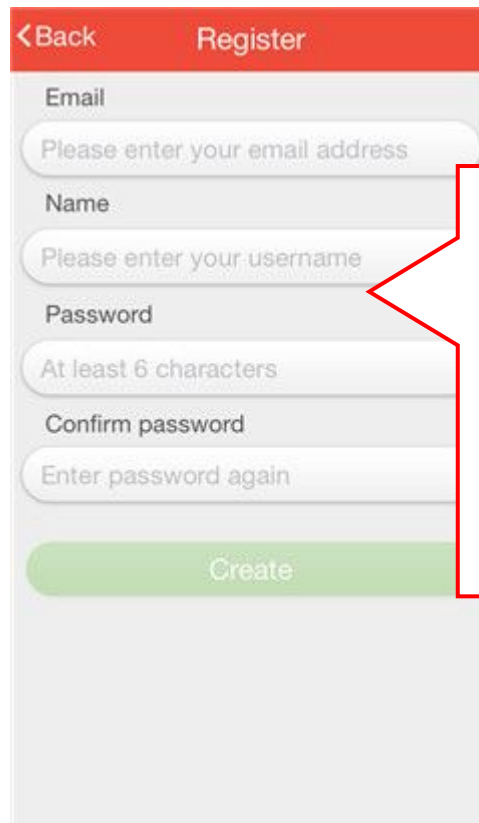 Back Register
Email
Please enter your email address
Name
Please enter your username
Password
At least 6 characters
Confirm password
Enter password again
Create